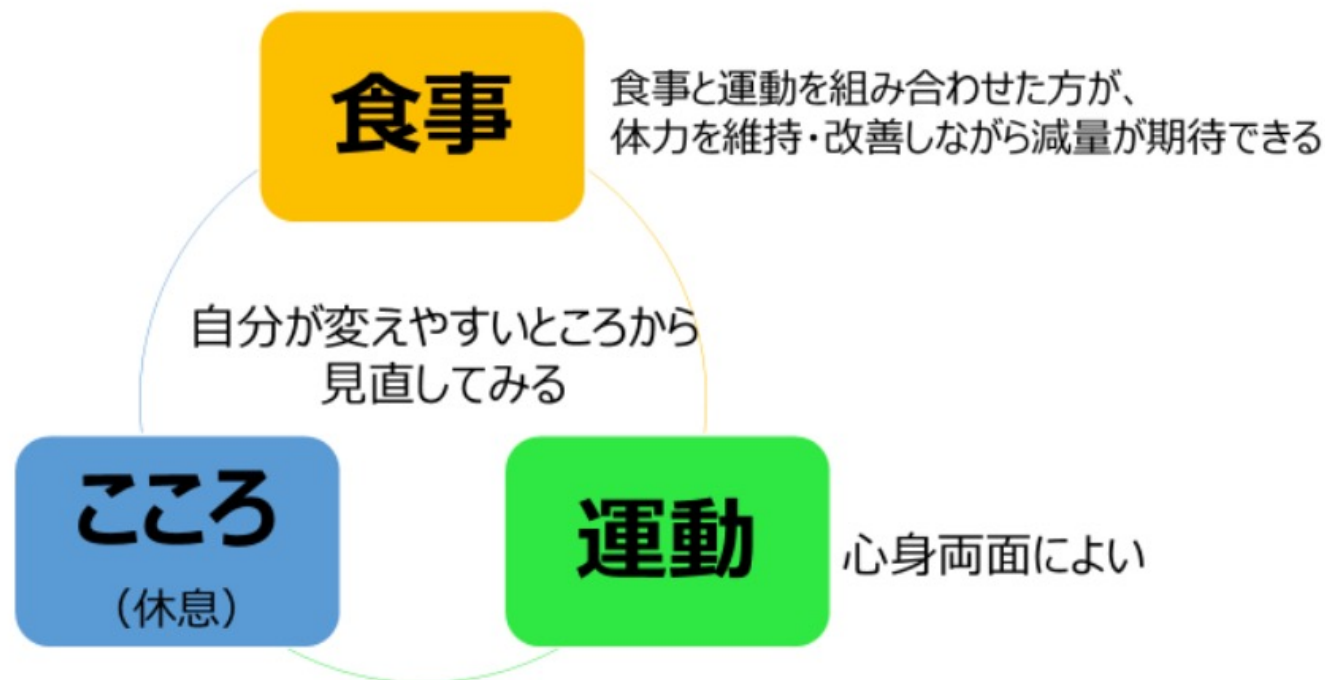 食事
食事と運動を組み合わせた方が、
体力を維持・改善しながら減量が期待できる
自分が変えやすいところから
見直してみる
こころ
（休息）
運動
心身両面によい